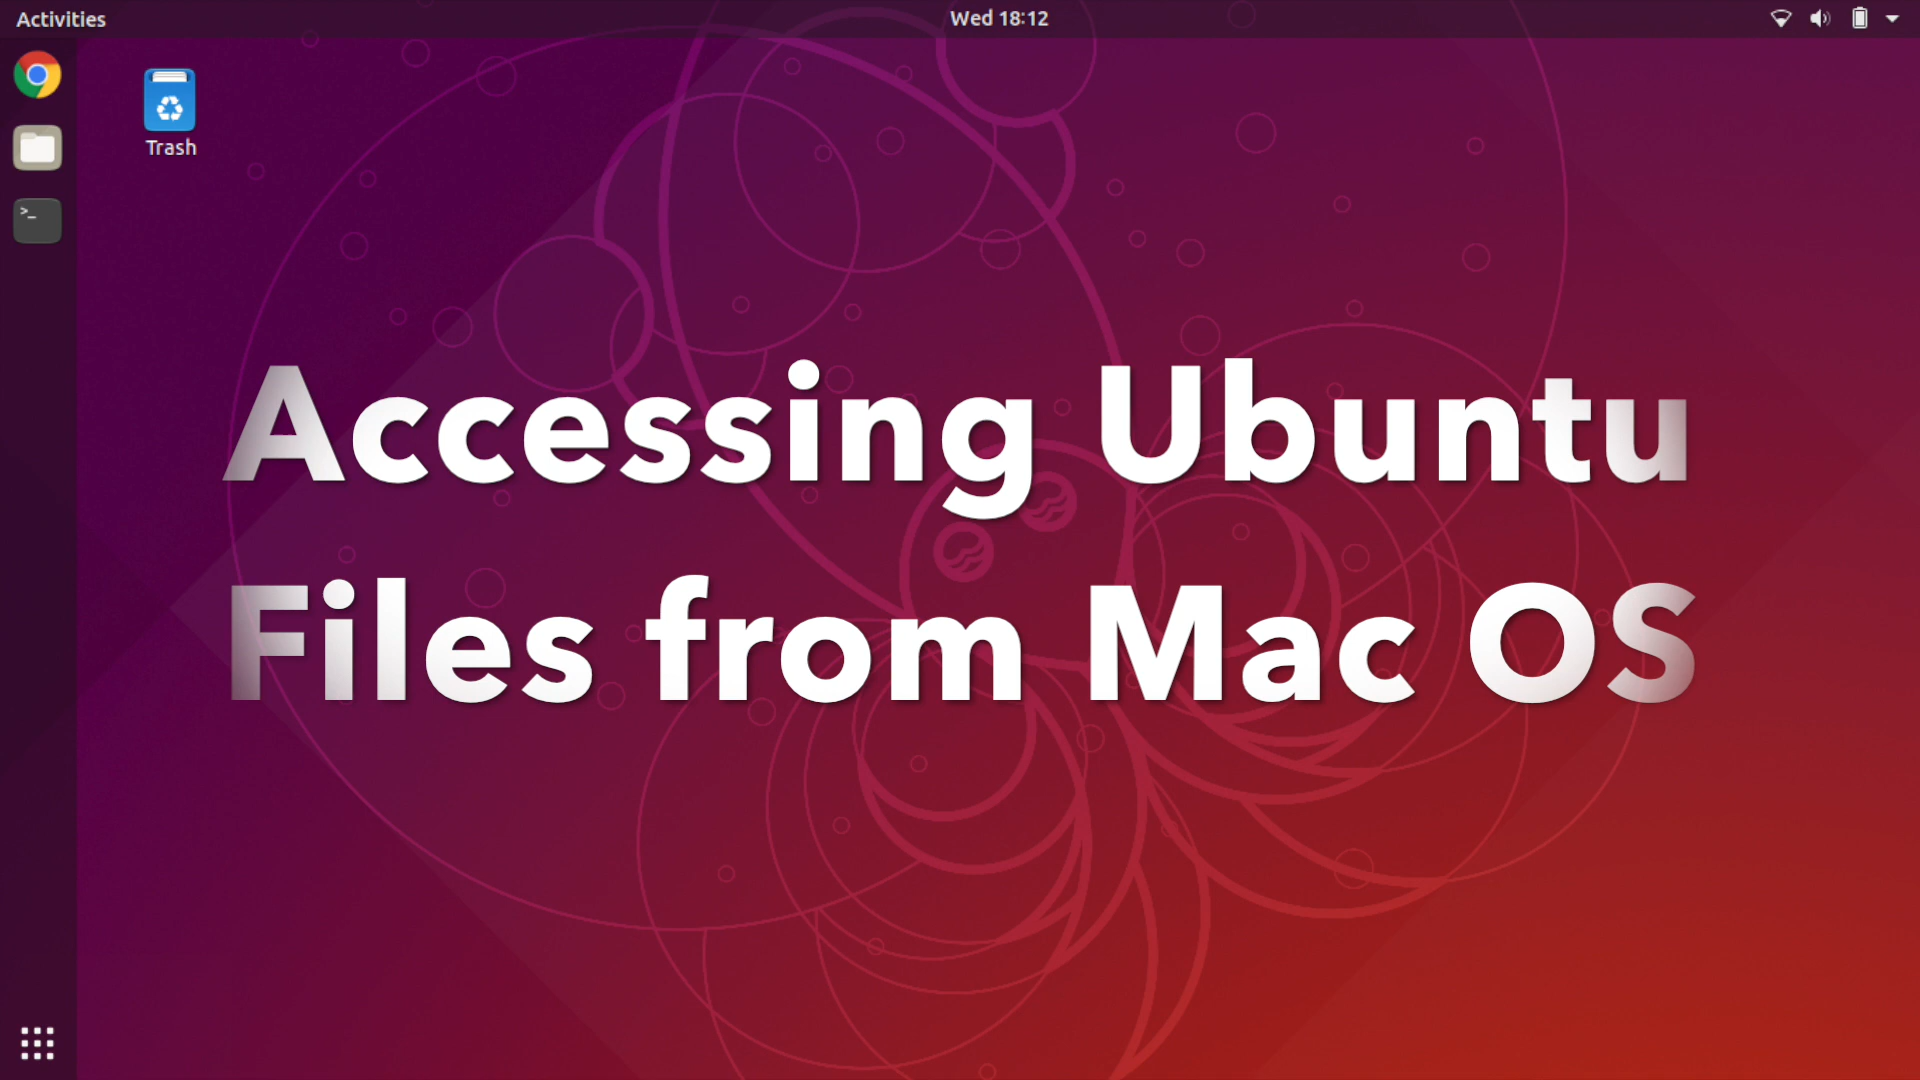 Activities
Wed 18:12
>_
Trash
Accessing Ubuntu
Files from Mac OS